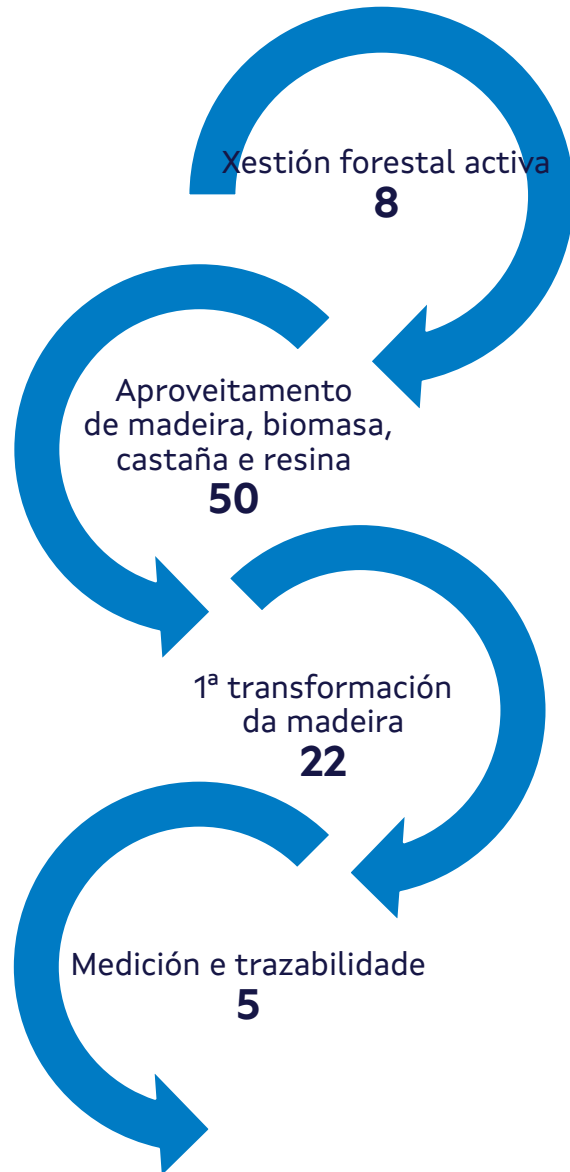 Xestión forestal activa
8
Aproveitamento
de madeira, biomasa,
castaña e resina
50
1ª transformación
da madeira
22
Medición e trazabilidade
5